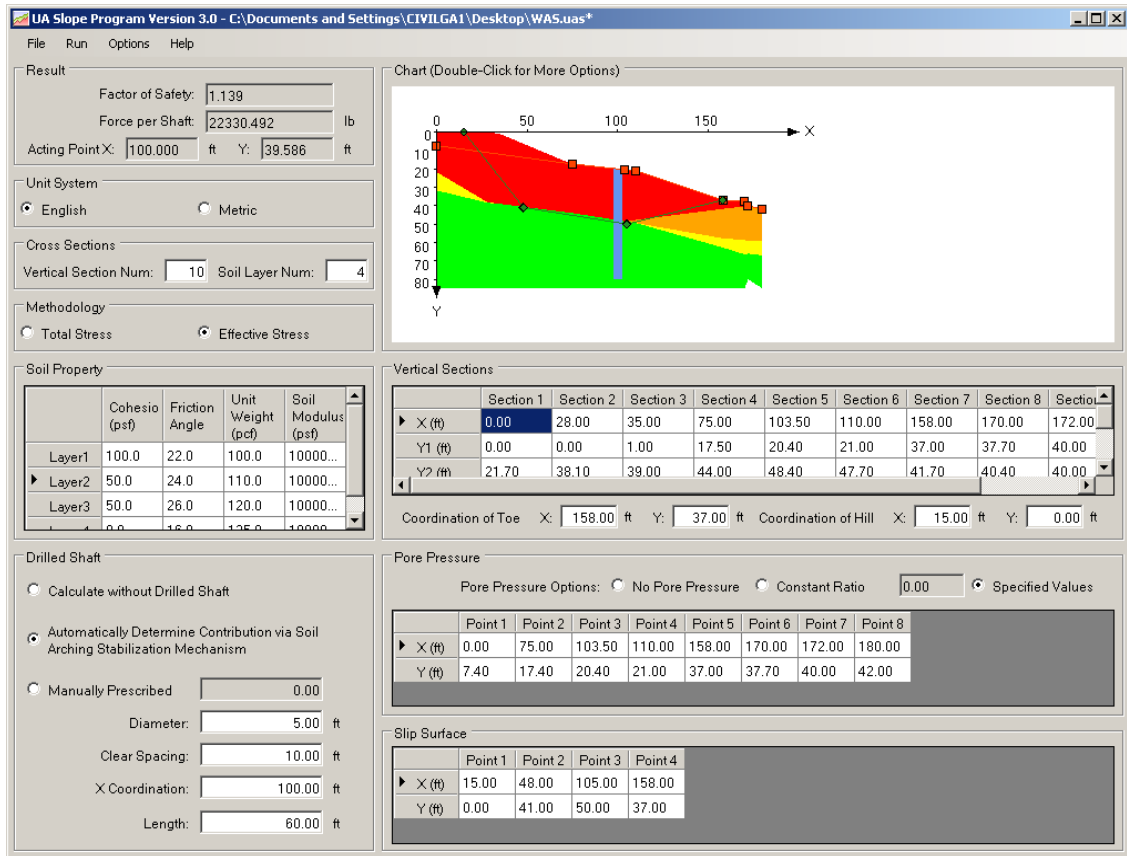 UA Slope Program Version 3.0 - C:\Documents and Settings\CIVILGA1\Desktop\WAS.uas*
File Run Options Help
Result
Factor of Safety: 1.139
Force per Shaft: 22330.492 lb
Acting Point X: 100.000 ft Y: 39.586 ft
Unit System
English Metric
Cross Sections
Vertical Section Num: 10 Soil Layer Num: 4
Methodology
Total Stress Effective Stress
Chart (Double-Click for More Options)
0 50 100 150 X
0
10
20
30
40
50
60
70
80
Y
Soil Property
Cohesio (psf) Friction Angle Unit Weight (pcf) Soil Modulus (psf)
Layer1 100.0 22.0 100.0 10000...
Layer2 50.0 24.0 110.0 10000...
Layer3 50.0 26.0 120.0 10000...
Vertical Sections
Section 1 Section 2 Section 3 Section 4 Section 5 Section 6 Section 7 Section 8 Section
X (ft) 0.00 28.00 35.00 75.00 103.50 110.00 158.00 170.00 172.00
Y1 (ft) 0.00 0.00 1.00 17.50 20.40 21.00 37.00 37.70 40.00
Y2 (ft) 21.70 38.10 39.00 44.00 48.40 47.70 41.70 40.40 40.00
Coordination of Toe X: 158.00 ft Y: 37.00 ft Coordination of Hill X: 15.00 ft Y: 0.00 ft
Drilled Shaft
Calculate without Drilled Shaft
Automatically Determine Contribution via Soil
Arching Stabilization Mechanism
Manually Prescribed 0.00
Diameter: 5.00 ft
Clear Spacing: 10.00 ft
X Coordination: 100.00 ft
Length: 60.00 ft
Pore Pressure
Pore Pressure Options: No Pore Pressure Constant Ratio 0.00 Specified Values
Point 1 Point 2 Point 3 Point 4 Point 5 Point 6 Point 7 Point 8
X (ft) 0.00 75.00 103.50 110.00 158.00 170.00 172.00 180.00
Y (ft) 7.40 17.40 20.40 21.00 37.00 37.70 40.00 42.00
Slip Surface
Point 1 Point 2 Point 3 Point 4
X (ft) 15.00 48.00 105.00 158.00
Y (ft) 0.00 41.00 50.00 37.00